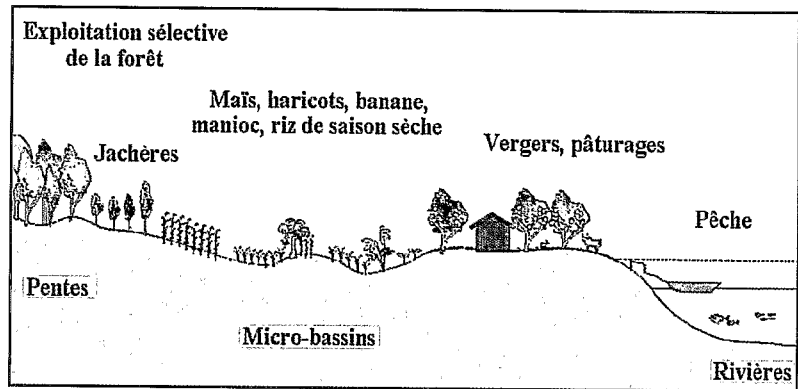 Exploitation sélective
de la forêt
Maïs, haricots, banane,
manioc, riz de saison sèche
Jachères
Vergers, pâturages
Pêche
Pentes
Micro-bassins
Rivières